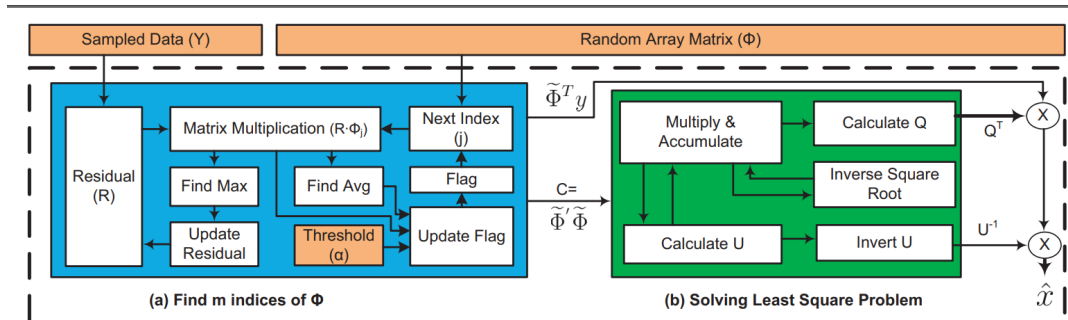 Sampled Data (Y)
Random Array Matrix (Φ)
Residual
(R)
Matrix Multiplication (R·Φj)
Next Index
(j)
Find Max
Find Avg
Flag
Update
Residual
Threshold
(α)
Update Flag
(a) Find m indices of Φ
Φ̃ᵀy
C=
Φ̃′Φ̃
Multiply &
Accumulate
Calculate Q
Inverse Square
Root
Calculate U
Invert U
(b) Solving Least Square Problem
Qᵀ
X
U⁻¹
X
x̂